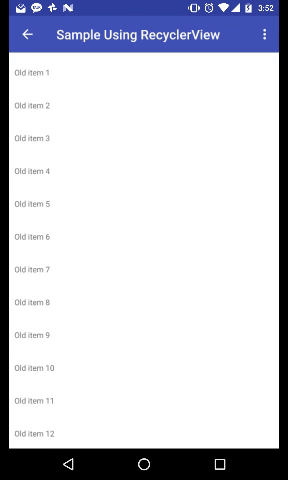 3:52
Sample Using RecyclerView
Old item 1
Old item 2
Old item 3
Old item 4
Old item 5
Old item 6
Old item 7
Old item 8
Old item 9
Old item 10
Old item 11
Old item 12